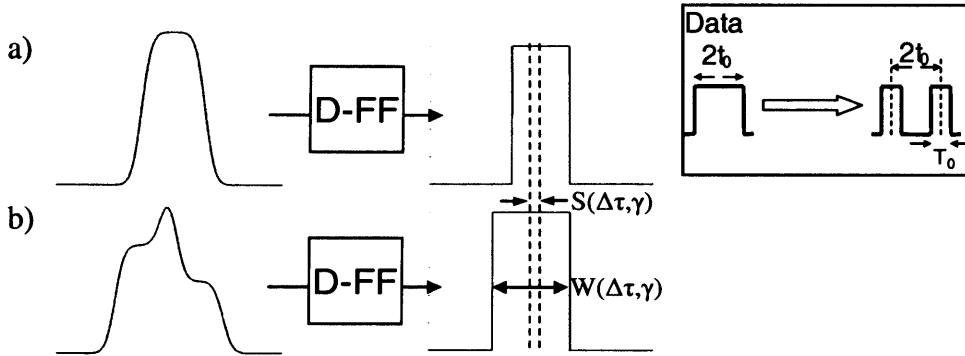 a)
D-FF
Data
2t₀
2t₀
T₀
b)
D-FF
S(Δτ,γ)
W(Δτ,γ)